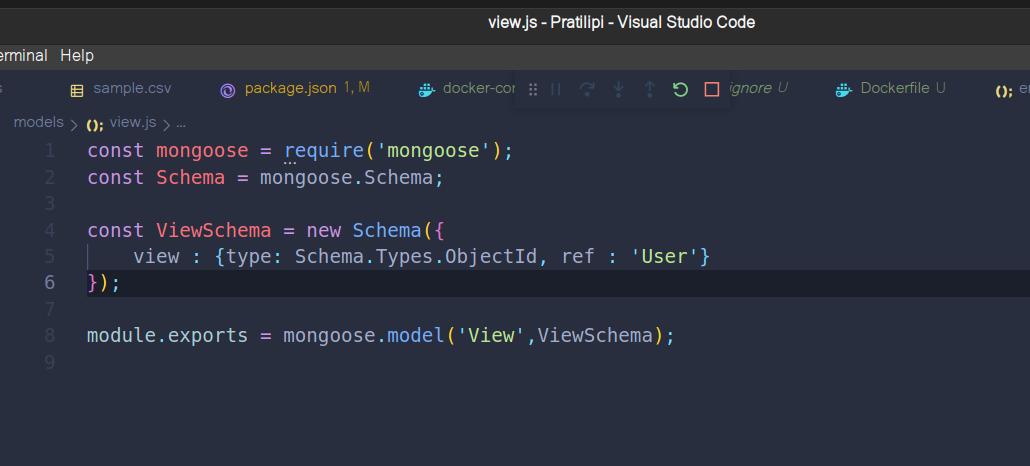 view.js - Pratilipi - Visual Studio Code
erminal Help
s sample.csv package.json 1, M docker-cor ignore U Dockerfile U er
models > view.js > ...
1 const mongoose = require('mongoose');
2 const Schema = mongoose.Schema;
3
4 const ViewSchema = new Schema({
5 view : {type: Schema.Types.ObjectId, ref : 'User'}
6 });
7
8 module.exports = mongoose.model('View',ViewSchema);
9